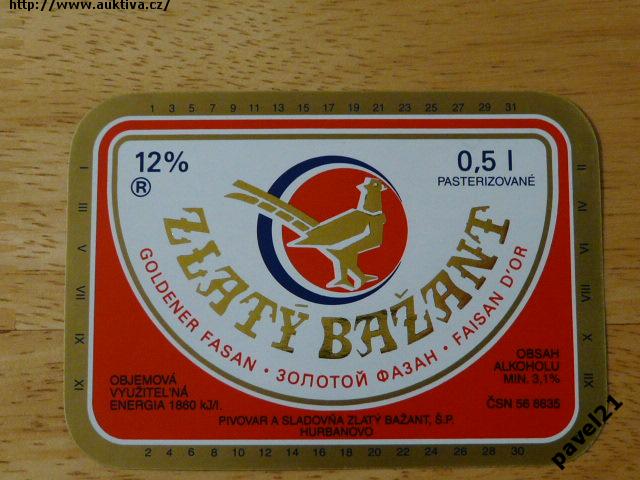 http://www.auktiva.cz/
1 3 5 7 9 11 13 15 17 19 21 23 25 27 29 31
12%
0,5 l
®
PASTERIZOVANÉ
I III V VII IX XI
II IV IA VIII X XII
ZLATÝ BAŽANT
GOLDENER FASAN · ЗОЛОТОЙ ФАЗАН · FAISAN D'OR
OBJEMOVÁ
VYUŽITEĽNÁ
ENERGIA 1860 kJ/l.
OBSAH
ALKOHOLU
MIN. 3,1%
ČSN 56 6635
PIVOVAR A SLADOVŇA ZLATÝ BAŽANT, Š.P.
HURBANOVO
2 4 6 8 10 12 14 16 18 20 22 24 26 28 30
pavel21